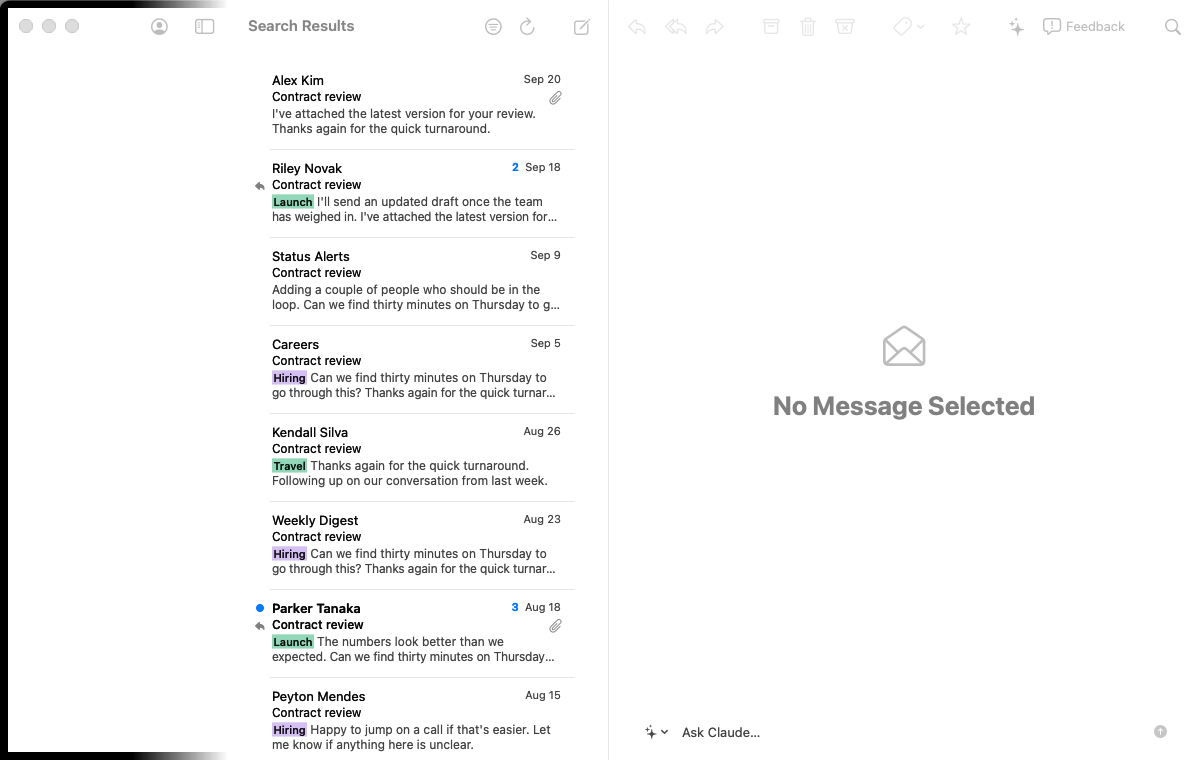 Search Results
Feedback
Alex Kim Sep 20
Contract review
I've attached the latest version for your review.
Thanks again for the quick turnaround.
Riley Novak 2 Sep 18
Contract review
Launch I'll send an updated draft once the team
has weighed in. I've attached the latest version for...
Status Alerts Sep 9
Contract review
Adding a couple of people who should be in the
loop. Can we find thirty minutes on Thursday to g...
Careers Sep 5
Contract review
Hiring Can we find thirty minutes on Thursday to
go through this? Thanks again for the quick turnar...
Kendall Silva Aug 26
Contract review
Travel Thanks again for the quick turnaround.
Following up on our conversation from last week.
Weekly Digest Aug 23
Contract review
Hiring Can we find thirty minutes on Thursday to
go through this? Thanks again for the quick turnar...
Parker Tanaka 3 Aug 18
Contract review
Launch The numbers look better than we
expected. Can we find thirty minutes on Thursday...
Peyton Mendes Aug 15
Contract review
Hiring Happy to jump on a call if that's easier. Let
me know if anything here is unclear.
No Message Selected
Ask Claude...